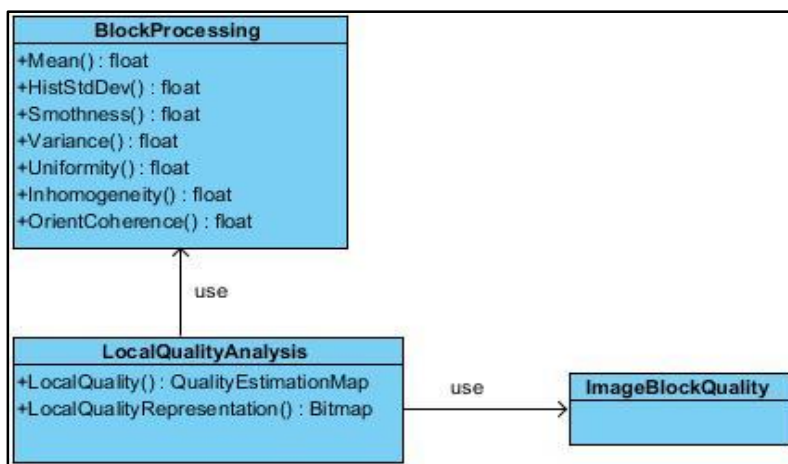 BlockProcessing
+Mean() : float
+HistStdDev() : float
+Smothness() : float
+Variance() : float
+Uniformity() : float
+Inhomogeneity() : float
+OrientCoherence() : float
use
LocalQualityAnalysis
+LocalQuality() : QualityEstimationMap
+LocalQualityRepresentation() : Bitmap
use
ImageBlockQuality